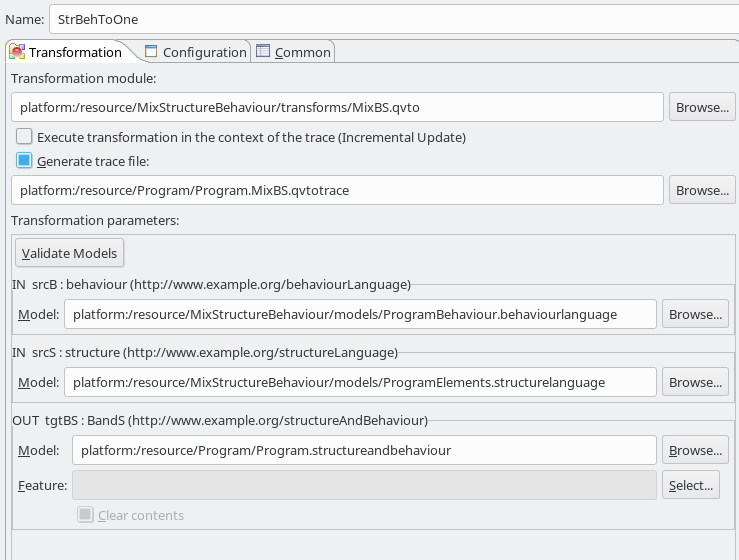 Name: StrBehToOne
Transformation Configuration Common
Transformation module:
platform:/resource/MixStructureBehaviour/transforms/MixBS.qvto Browse...
Execute transformation in the context of the trace (Incremental Update)
Generate trace file:
platform:/resource/Program/Program.MixBS.qvtotrace Browse...
Transformation parameters:
Validate Models
IN srcB : behaviour (http://www.example.org/behaviourLanguage)
Model: platform:/resource/MixStructureBehaviour/models/ProgramBehaviour.behaviourlanguage Browse...
IN srcS : structure (http://www.example.org/structureLanguage)
Model: platform:/resource/MixStructureBehaviour/models/ProgramElements.structurelanguage Browse...
OUT tgtBS : BandS (http://www.example.org/structureAndBehaviour)
Model: platform:/resource/Program/Program.structureandbehaviour Browse...
Feature: Select...
Clear contents